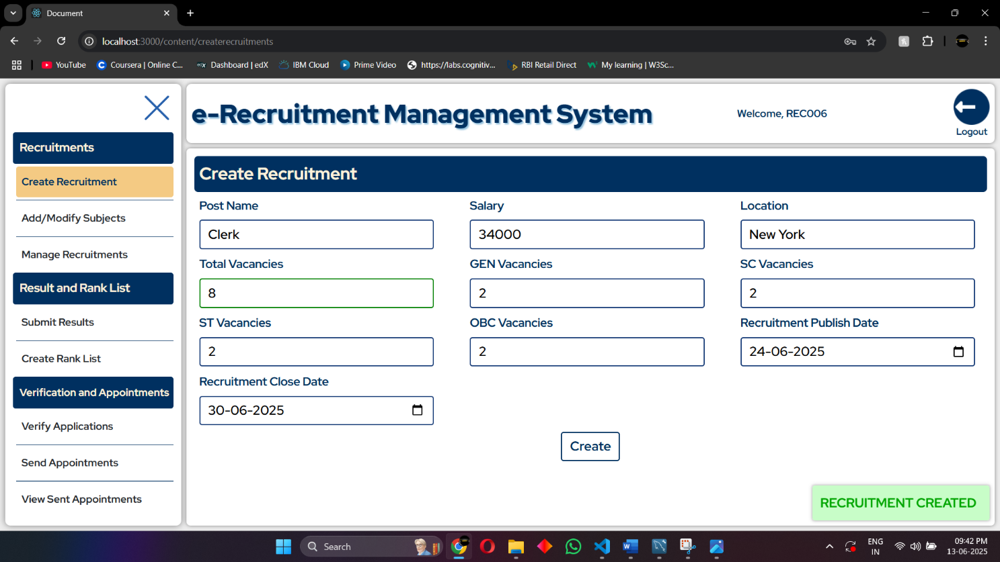 Document
localhost:3000/content/createrecruitments
YouTube
Coursera | Online C...
Dashboard | edX
IBM Cloud
Prime Video
https://labs.cognitiv...
RBI Retail Direct
My learning | W3Sc...
e-Recruitment Management System
Welcome, REC006
Logout
Recruitments
Create Recruitment
Add/Modify Subjects
Manage Recruitments
Result and Rank List
Submit Results
Create Rank List
Verification and Appointments
Verify Applications
Send Appointments
View Sent Appointments
Create Recruitment
Post Name
Salary
Location
Clerk
34000
New York
Total Vacancies
GEN Vacancies
SC Vacancies
8
2
2
ST Vacancies
OBC Vacancies
Recruitment Publish Date
2
2
24-06-2025
Recruitment Close Date
30-06-2025
Create
RECRUITMENT CREATED
Search
ENG
IN
09:42 PM
13-06-2025